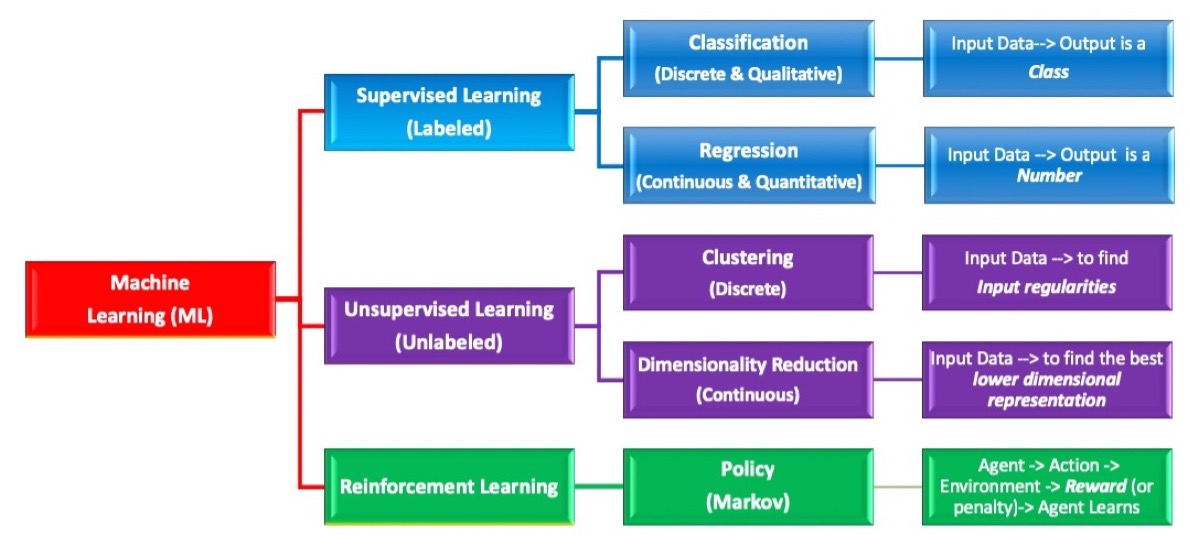 Machine
Learning (ML)
Supervised Learning
(Labeled)
Classification
(Discrete & Qualitative)
Input Data--> Output is a
Class
Regression
(Continuous & Quantitative)
Input Data --> Output is a
Number
Unsupervised Learning
(Unlabeled)
Clustering
(Discrete)
Input Data --> to find
Input regularities
Dimensionality Reduction
(Continuous)
Input Data --> to find the best
lower dimensional
representation
Reinforcement Learning
Policy
(Markov)
Agent -> Action ->
Environment -> Reward (or
penalty)-> Agent Learns